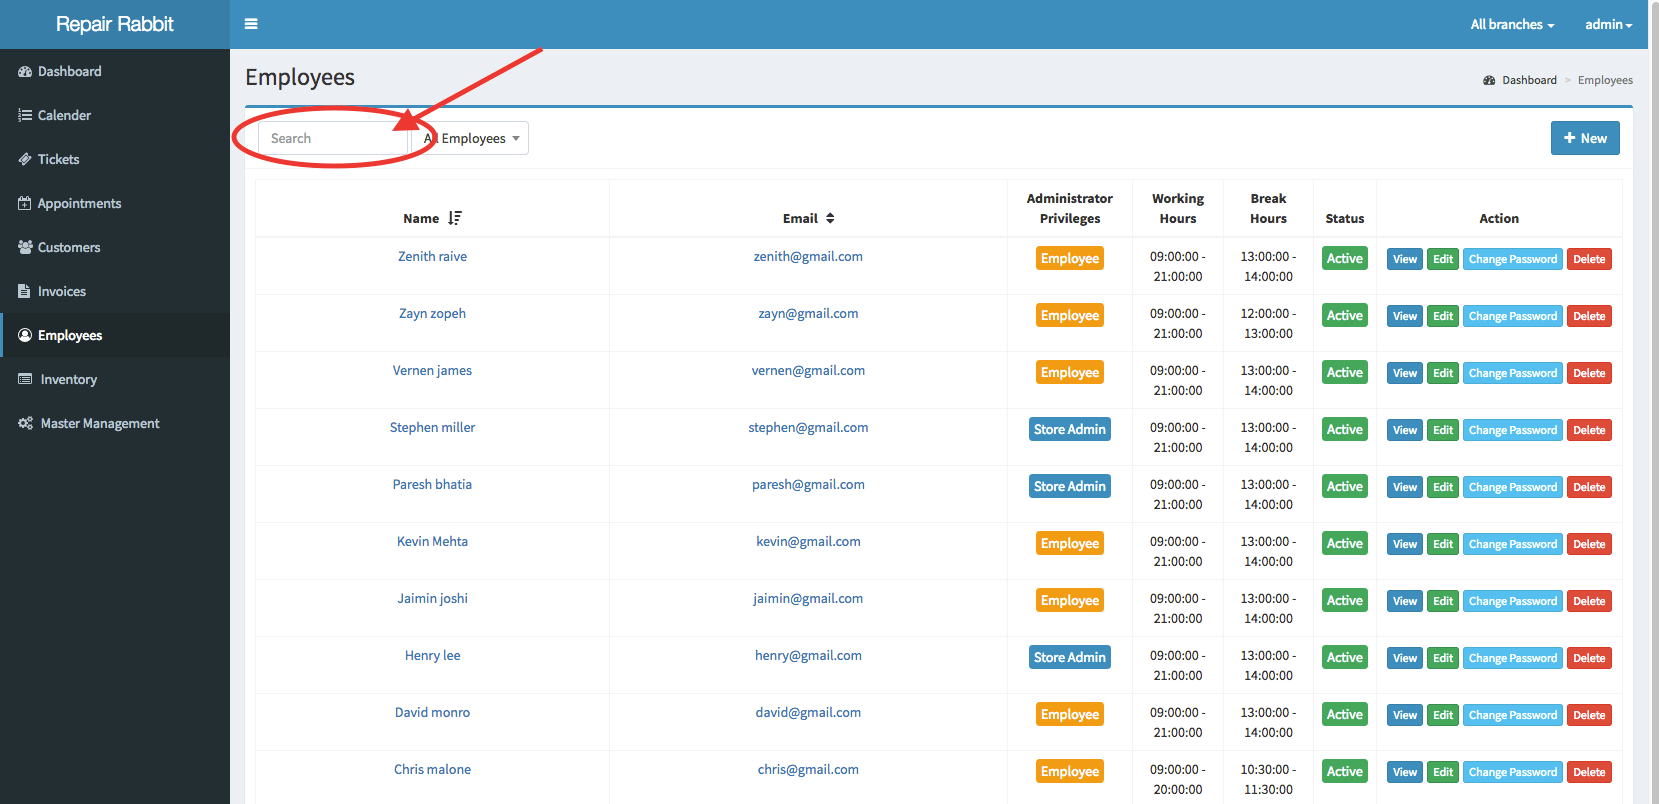 Repair Rabbit
All branches
admin
Dashboard
Calender
Tickets
Appointments
Customers
Invoices
Employees
Inventory
Master Management
Employees
Dashboard > Employees
Search
All Employees
+ New
Name Email Administrator Privileges Working Hours Break Hours Status Action
Zenith raive zenith@gmail.com Employee 09:00:00 - 13:00:00 - Active View Edit Change Password Delete
21:00:00 14:00:00
Zayn zopeh zayn@gmail.com Employee 09:00:00 - 12:00:00 - Active View Edit Change Password Delete
21:00:00 13:00:00
Vernen james vernen@gmail.com Employee 09:00:00 - 13:00:00 - Active View Edit Change Password Delete
21:00:00 14:00:00
Stephen miller stephen@gmail.com Store Admin 09:00:00 - 13:00:00 - Active View Edit Change Password Delete
21:00:00 14:00:00
Paresh bhatia paresh@gmail.com Store Admin 09:00:00 - 13:00:00 - Active View Edit Change Password Delete
21:00:00 14:00:00
Kevin Mehta kevin@gmail.com Employee 09:00:00 - 13:00:00 - Active View Edit Change Password Delete
21:00:00 14:00:00
Jaimin joshi jaimin@gmail.com Employee 09:00:00 - 13:00:00 - Active View Edit Change Password Delete
21:00:00 14:00:00
Henry lee henry@gmail.com Store Admin 09:00:00 - 13:00:00 - Active View Edit Change Password Delete
21:00:00 14:00:00
David monro david@gmail.com Employee 09:00:00 - 13:00:00 - Active View Edit Change Password Delete
21:00:00 14:00:00
Chris malone chris@gmail.com Employee 09:00:00 - 10:30:00 - Active View Edit Change Password Delete
20:00:00 11:30:00